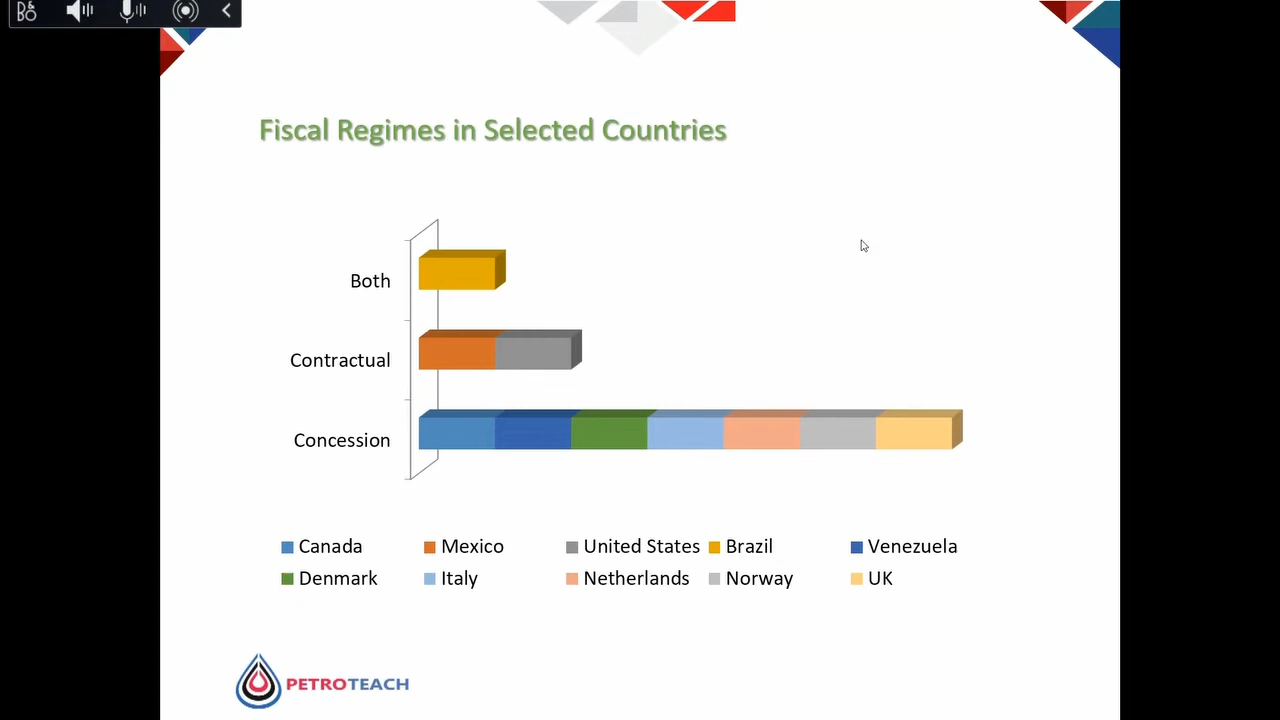 Fiscal Regimes in Selected Countries
Both
Contractual
Concession
Canada Mexico United States Brazil Venezuela
Denmark Italy Netherlands Norway UK
PETROTEACH